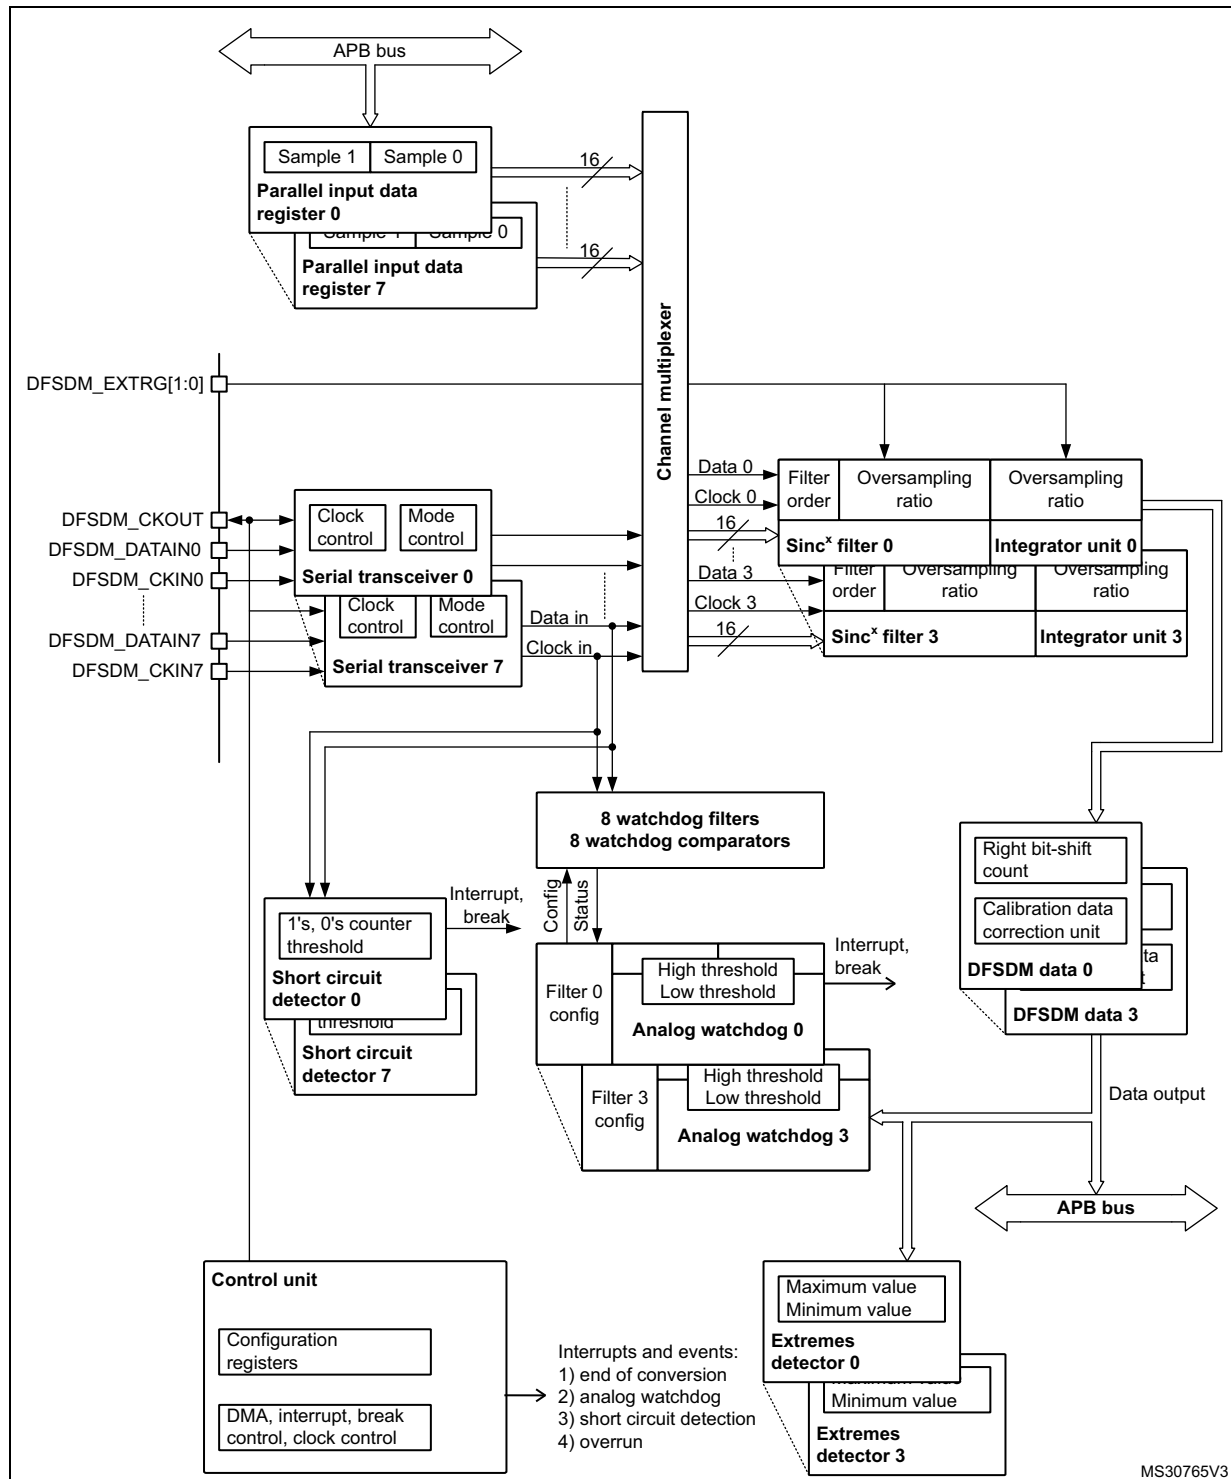 APB bus
Sample 1 Sample 0
Parallel input data
register 0
Sample 1 Sample 0
Parallel input data
register 7
16
16
Channel multiplexer
DFSDM_EXTRG[1:0]
DFSDM_CKOUT
DFSDM_DATAIN0
DFSDM_CKIN0
DFSDM_DATAIN7
DFSDM_CKIN7
Clock
control
Mode
control
Serial transceiver 0
Clock
control
Mode
control
Serial transceiver 7
Data in
Clock in
Data 0
Clock 0
16
Data 3
Clock 3
16
Filter
order
Oversampling
ratio
Oversampling
ratio
Sincx filter 0
Integrator unit 0
Filter
order
Oversampling
ratio
Oversampling
ratio
Sincx filter 3
Integrator unit 3
8 watchdog filters
8 watchdog comparators
Config
Status
Interrupt,
break
1's, 0's counter
threshold
Short circuit
detector 0
threshold
Short circuit
detector 7
Filter 0
config
High threshold
Low threshold
Analog watchdog 0
Interrupt,
break
Filter 3
config
High threshold
Low threshold
Analog watchdog 3
Right bit-shift
count
Calibration data
correction unit
DFSDM data 0
ta
t
DFSDM data 3
Data output
APB bus
Control unit
Configuration
registers
DMA, interrupt, break
control, clock control
Interrupts and events:
1) end of conversion
2) analog watchdog
3) short circuit detection
4) overrun
Maximum value
Minimum value
Extremes
detector 0
Maximum value
Minimum value
Extremes
detector 3
MS30765V3